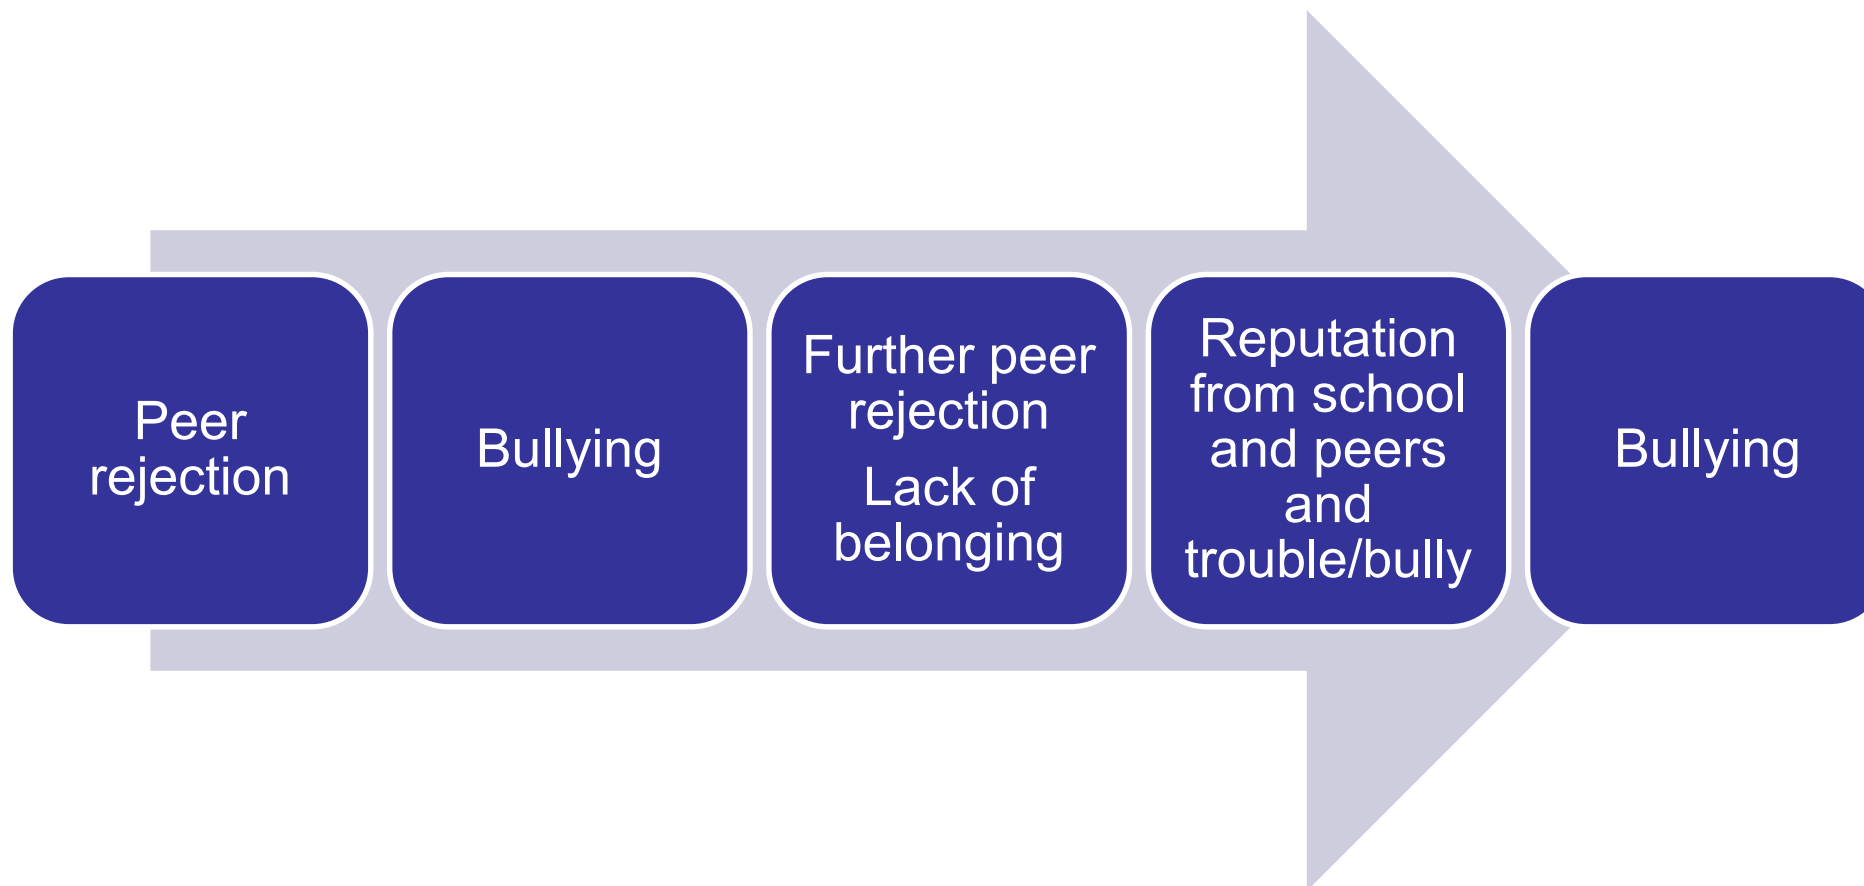 Peer
rejection
Bullying
Further peer
rejection
Lack of
belonging
Reputation
from school
and peers
and
trouble/bully
Bullying